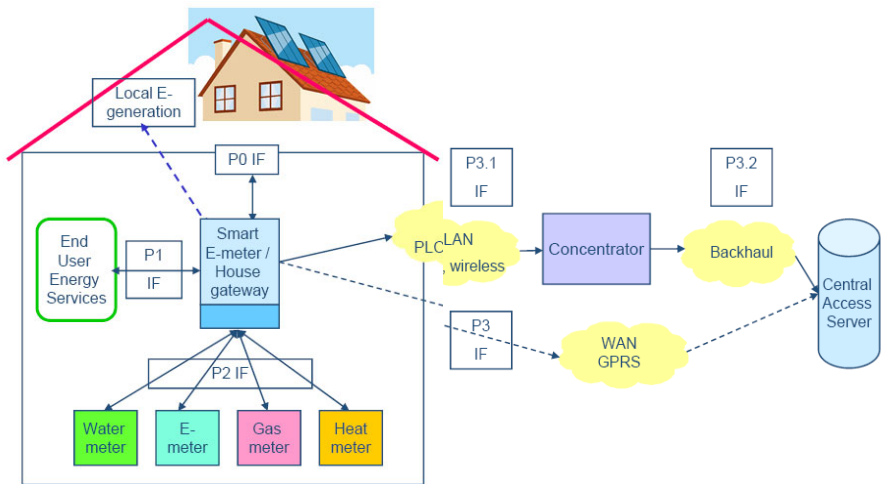 Local E-
generation
P0 IF
P3.1
IF
P3.2
IF
End
User
Energy
Services
P1
IF
Smart
E-meter /
House
gateway
LAN
PLC
, wireless
Concentrator
Backhaul
Central
Access
Server
P3
IF
WAN
GPRS
P2 IF
Water
meter
E-
meter
Gas
meter
Heat
meter